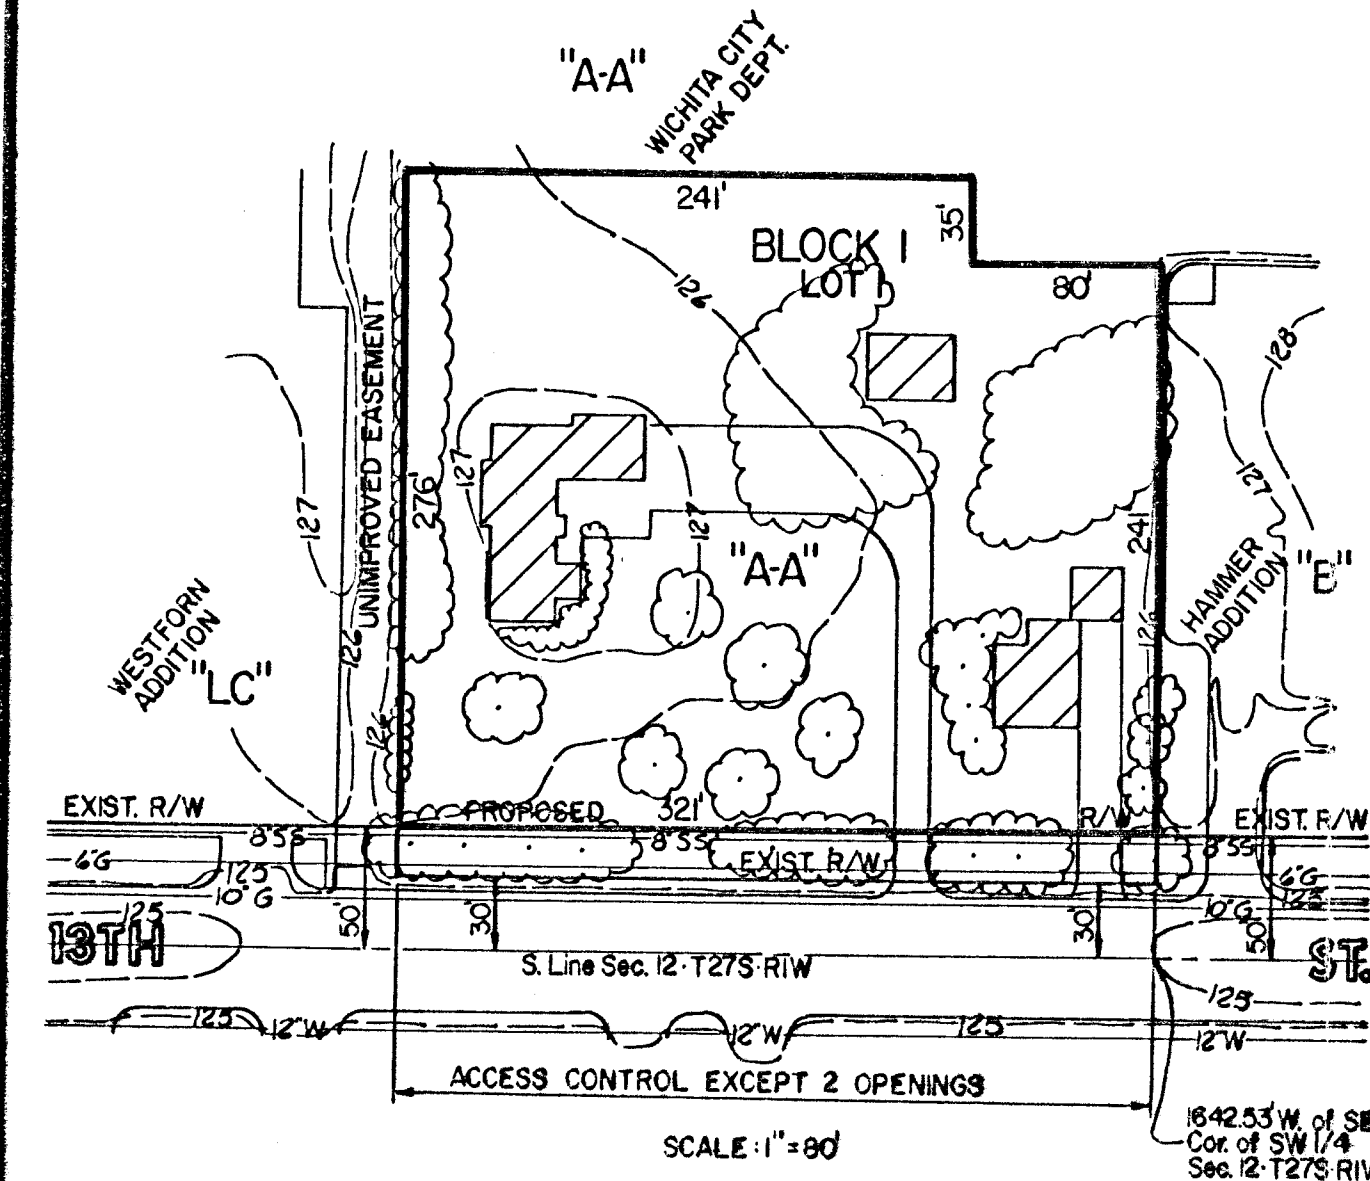 "A-A"
WICHITA CITY
PARK DEPT.
241'
35'
BLOCK 1
LOT 1
80'
126
128
UNIMPROVED EASEMENT
276'
127
127
127
127
241'
"A-A"
HAMMER
ADDITION
"B"
WESTFORN
ADDITION
"LC"
126
126
126
EXIST. R/W
PROPOSED
321'
R/W
EXIST. R/W
8"SS
8"SS
8"SS
EXIST. R/W
6"G
6"G
125
125
10"G
10"G
125
50'
30'
30'
50'
13TH
ST.
S. Line Sec. 12·T27S·R1W
125
125
12"W
12"W
125
12"W
ACCESS CONTROL EXCEPT 2 OPENINGS
SCALE: 1" = 80'
1642.53' W. of SE
Cor. of SW 1/4
Sec. 12·T27S·R1W